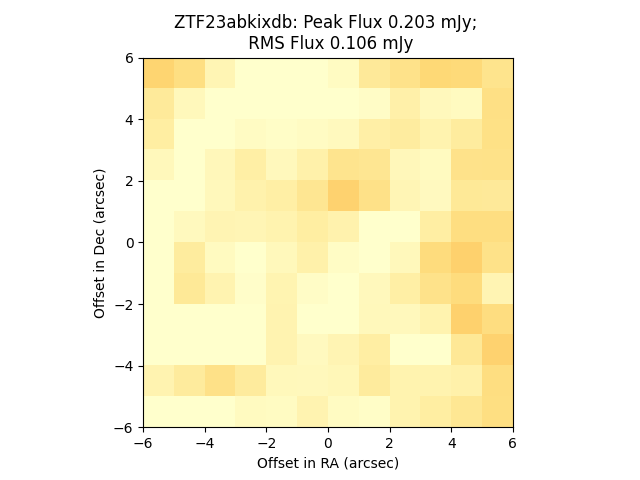 ZTF23abkixdb: Peak Flux 0.203 mJy;
RMS Flux 0.106 mJy
6
4
2
0
−2
−4
−6
Offset in Dec (arcsec)
−6 −4 −2 0 2 4 6
Offset in RA (arcsec)